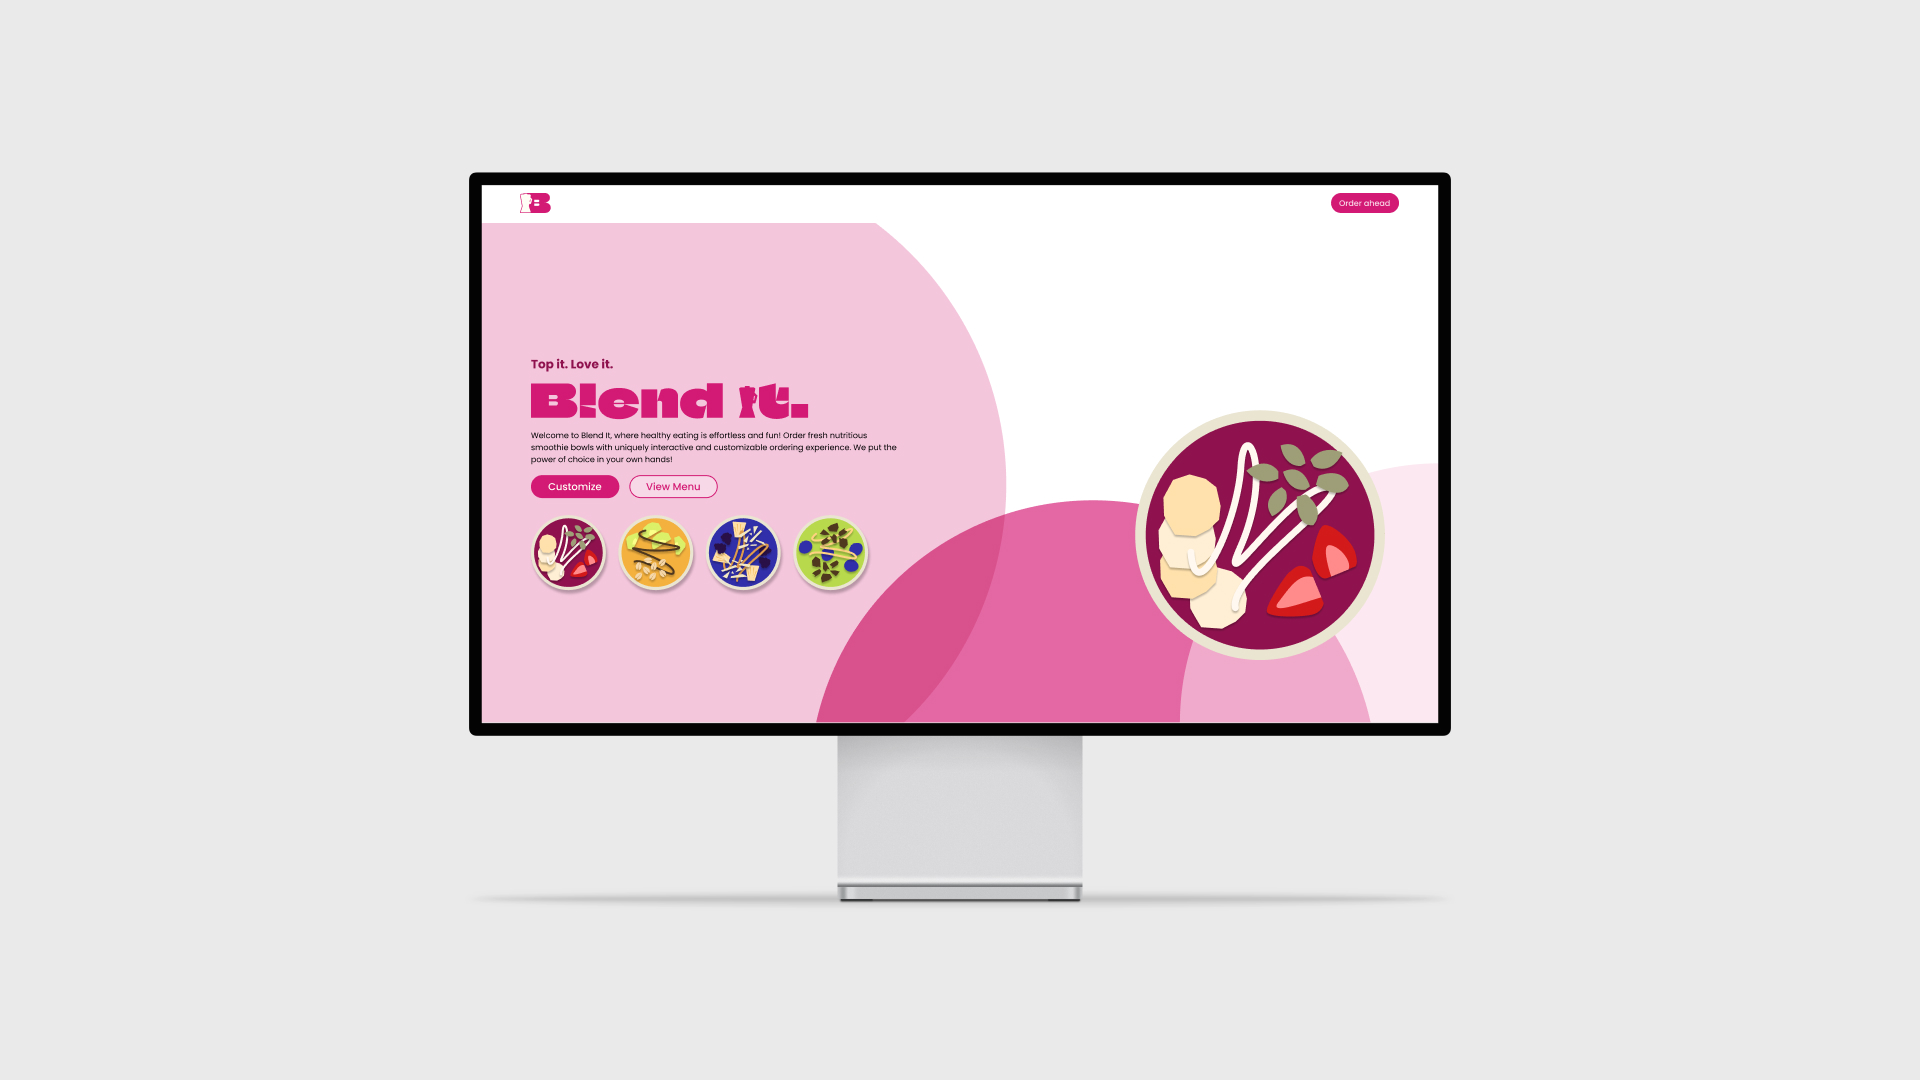 B
Order ahead
Top it. Love it.
Blend It.
Welcome to Blend It, where healthy eating is effortless and fun! Order fresh nutritious
smoothie bowls with uniquely interactive and customizable ordering experience. We put the
power of choice in your own hands!
Customize
View Menu